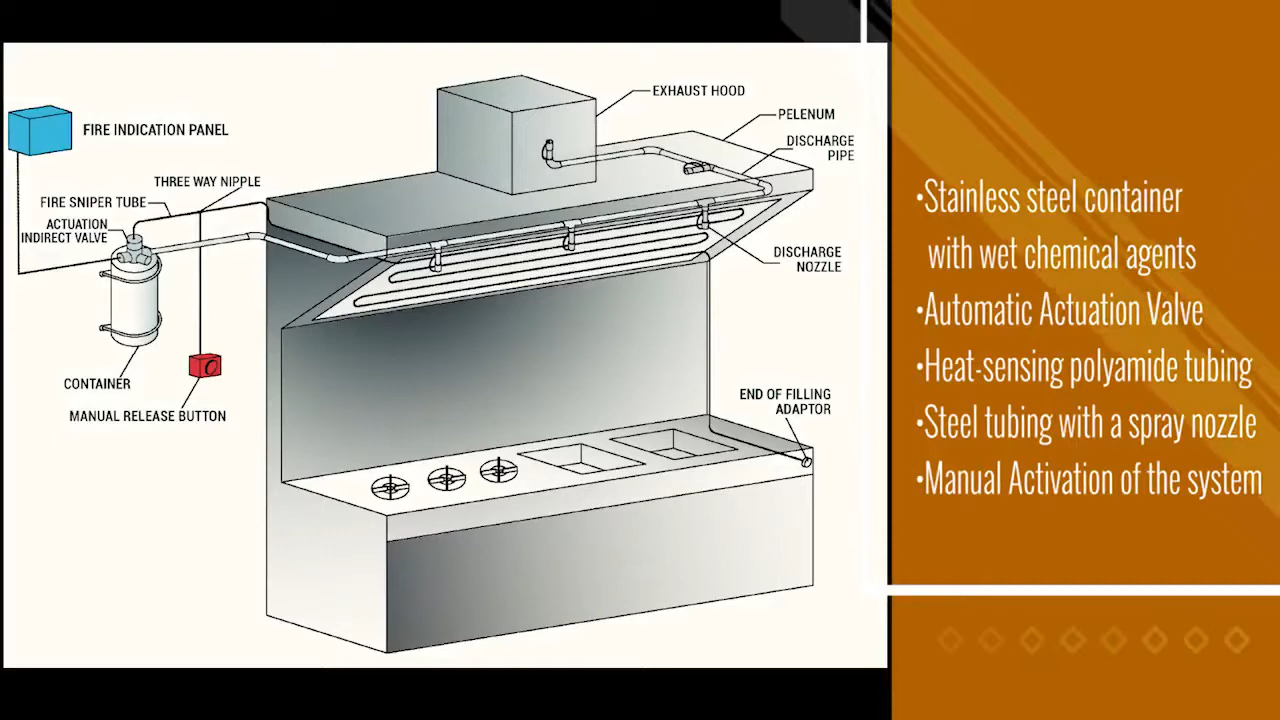 EXHAUST HOOD
PELENUM
FIRE INDICATION PANEL
DISCHARGE
PIPE
THREE WAY NIPPLE
FIRE SNIPER TUBE
ACTUATION
INDIRECT VALVE
DISCHARGE
NOZZLE
CONTAINER
MANUAL RELEASE BUTTON
END OF FILLING
ADAPTOR
•Stainless steel container
with wet chemical agents
•Automatic Actuation Valve
•Heat-sensing polyamide tubing
•Steel tubing with a spray nozzle
•Manual Activation of the system